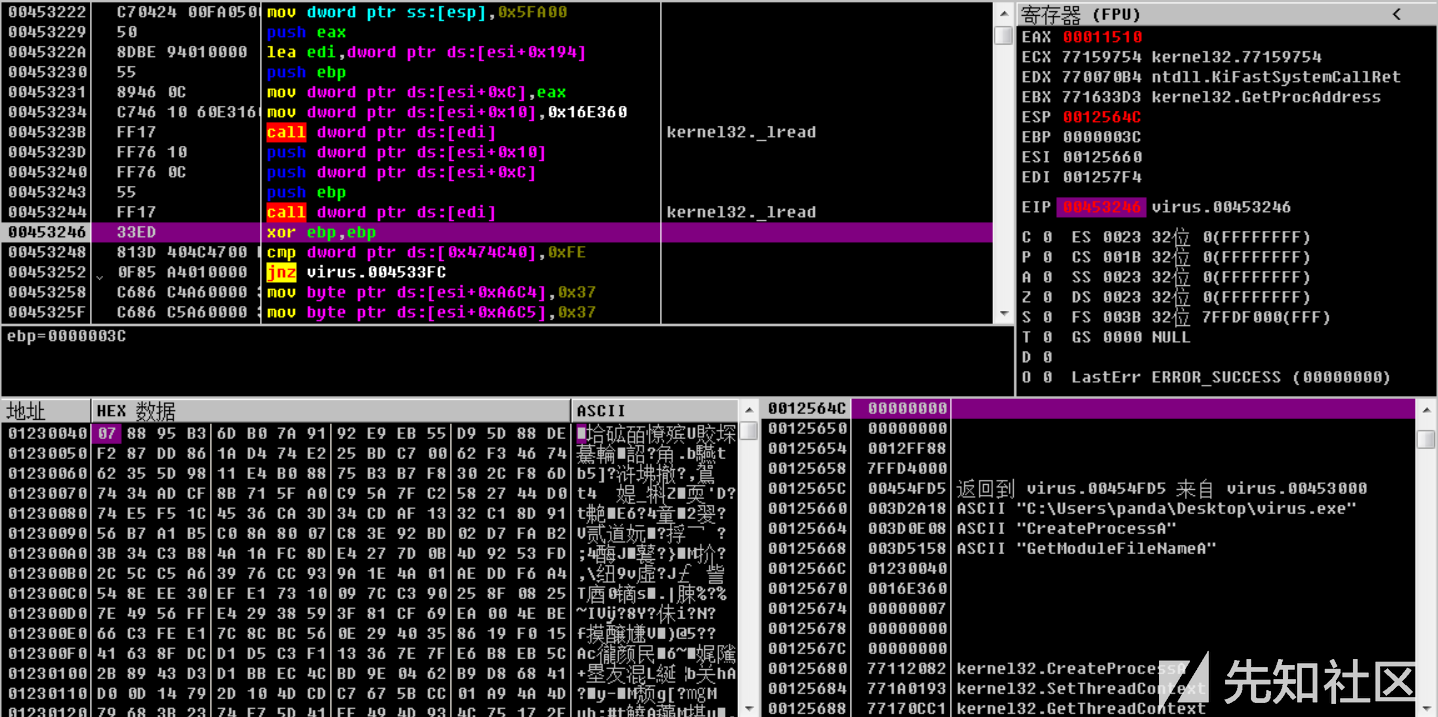 00453222 C70424 00FA050 mov dword ptr ss:[esp],0x5FA00
00453229 50 push eax
0045322A 8DBE 94010000 lea edi,dword ptr ds:[esi+0x194]
00453230 55 push ebp
00453231 8946 0C mov dword ptr ds:[esi+0xC],eax
00453234 C746 10 60E316 mov dword ptr ds:[esi+0x10],0x16E360
0045323B FF17 call dword ptr ds:[edi] kernel32._lread
0045323D FF76 10 push dword ptr ds:[esi+0x10]
00453240 FF76 0C push dword ptr ds:[esi+0xC]
00453243 55 push ebp
00453244 FF17 call dword ptr ds:[edi] kernel32._lread
00453246 33ED xor ebp,ebp
00453248 813D 404C4700 cmp dword ptr ds:[0x474C40],0xFE
00453252 0F85 A4010000 jnz virus.004533FC
00453258 C686 C4A60000 mov byte ptr ds:[esi+0xA6C4],0x37
0045325F C686 C5A60000 mov byte ptr ds:[esi+0xA6C5],0x37
ebp=0000003C
寄存器 (FPU) <
EAX 00011510
ECX 77159754 kernel32.77159754
EDX 770070B4 ntdll.KiFastSystemCallRet
EBX 771633D3 kernel32.GetProcAddress
ESP 0012564C
EBP 0000003C
ESI 00125660
EDI 001257F4
EIP 00453246 virus.00453246
C 0 ES 0023 32位 0(FFFFFFFF)
P 0 CS 001B 32位 0(FFFFFFFF)
A 0 SS 0023 32位 0(FFFFFFFF)
Z 0 DS 0023 32位 0(FFFFFFFF)
S 0 FS 003B 32位 7FFDF000(FFF)
T 0 GS 0000 NULL
D 0
O 0 LastErr ERROR_SUCCESS (00000000)
地址 HEX 数据 ASCII
01230040 07 88 95 B3 6D B0 7A 91 92 E9 EB 55 D9 5D 88 DE
01230050 F2 87 DD 86 1A D4 74 E2 25 BD C7 00 62 F3 46 74
01230060 62 35 5D 98 11 E4 B0 88 75 B3 B7 F8 30 2C F8 6D
01230070 74 34 AD CF 8B 71 5F A0 C9 5A 7F C2 58 27 44 D0
01230080 74 E5 F5 1C 45 36 CA 3D 34 CD AF 13 32 C1 8D 91
01230090 56 B7 A1 B5 C0 8A 80 07 C8 3E 92 BD 02 D7 FA B2
012300A0 3B 34 C3 B8 4A 1A FC 8D E4 27 7D 0B 4D 92 53 FD
012300B0 2C 5C C5 A6 39 76 CC 93 9A 1E 4A 01 AE DD F6 A4
012300C0 54 8E EE 30 EF E1 73 10 09 7C C3 90 25 8F 08 25
012300D0 7E 49 56 FF E4 29 38 59 3F 81 CF 69 EA 00 4E BE
012300E0 66 C3 FE E1 7C 8C BC 56 0E 29 40 35 86 19 F0 15
012300F0 41 63 8F DC D1 D5 C3 F1 13 36 7E 7F E6 B8 EB 5C
01230100 2B 89 43 D3 D1 BB EC 4C BD 9E 04 62 B9 D8 68 41
01230110 D0 0D 14 79 2D 10 4D CD C7 67 5B CC 01 A9 4A 4D
01230120 79 68 3B 23 74 E7 5D 41 FF 49 4D 93 4C 75 17 2F
0012564C 00000000
00125650 00000000
00125654 0012FF88
00125658 7FFD4000
0012565C 00454FD5 返回到 virus.00454FD5 来自 virus.00453000
00125660 003D2A18 ASCII "C:\Users\panda\Desktop\virus.exe"
00125664 003D0E08 ASCII "CreateProcessA"
00125668 003D5158 ASCII "GetModuleFileNameA"
0012566C 01230040
00125670 0016E360
00125674 00000007
00125678 00000000
0012567C 00000000
00125680 77112082 kernel32.CreateProcessA
00125684 771A0193 kernel32.SetThreadContext
00125688 77170CC1 kernel32.GetThreadContext
先知社区